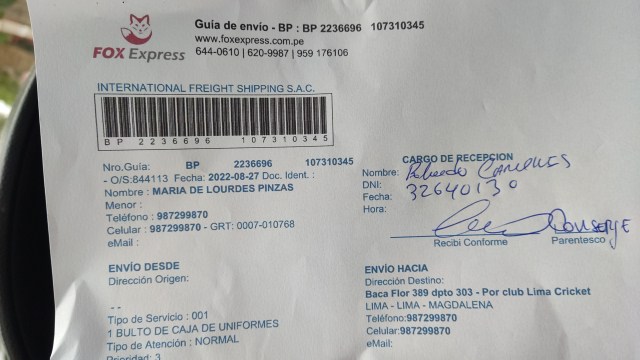 FOX Express
Guía de envío - BP : BP 2236696 107310345
www.foxexpress.com.pe
644-0610 | 620-9987 | 959 176106
INTERNATIONAL FREIGHT SHIPPING S.A.C.
BP 2236696 107310345
Nro.Guía: BP 2236696 107310345
- O/S:844113 Fecha: 2022-08-27 Doc. Ident. :
Nombre : MARIA DE LOURDES PINZAS
Menor :
Teléfono : 987299870
Celular : 987299870 - GRT: 0007-010768
eMail :
CARGO DE RECEPCION
Nombre:
DNI: 32640130
Fecha:
Hora:
Conserje
Recibi Conforme Parentesco
ENVÍO DESDE
Dirección Origen:
- -
Tipo de Servicio : 001
1 BULTO DE CAJA DE UNIFORMES
Tipo de Atención : NORMAL
Prioridad: 3
ENVÍO HACIA
Dirección Destino:
Baca Flor 389 dpto 303 - Por club Lima Cricket
LIMA - LIMA - MAGDALENA
Teléfono:987299870
Celular:987299870
eMail: